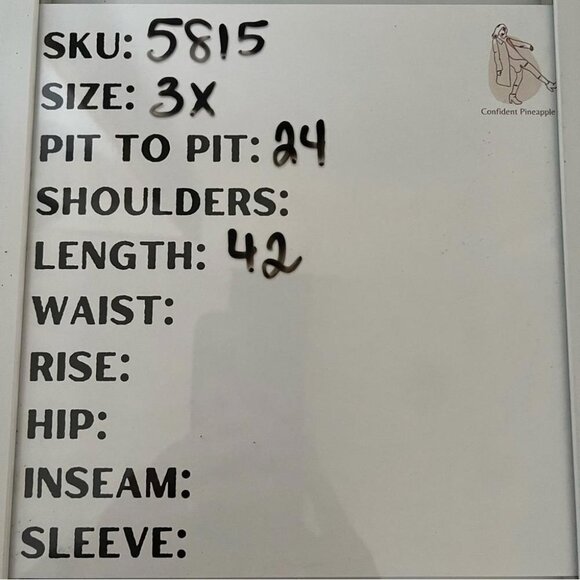 SKU: 5815
SIZE: 3X
PIT TO PIT: 24
SHOULDERS:
LENGTH: 42
WAIST:
RISE:
HIP:
INSEAM:
SLEEVE:
Confident Pineapple